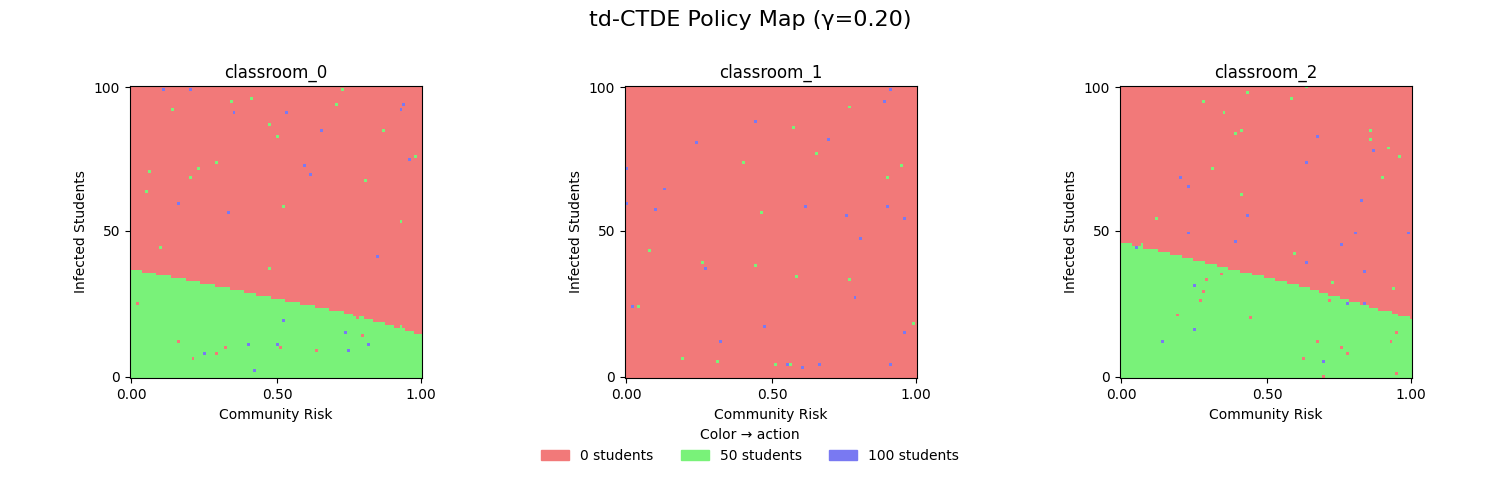 td-CTDE Policy Map (γ=0.20)
classroom_0
100
50
0
0.00
0.50
1.00
Infected Students
Community Risk
classroom_1
100
50
0
0.00
0.50
1.00
Infected Students
Community Risk
classroom_2
100
50
0
0.00
0.50
1.00
Infected Students
Community Risk
Color → action
0 students
50 students
100 students